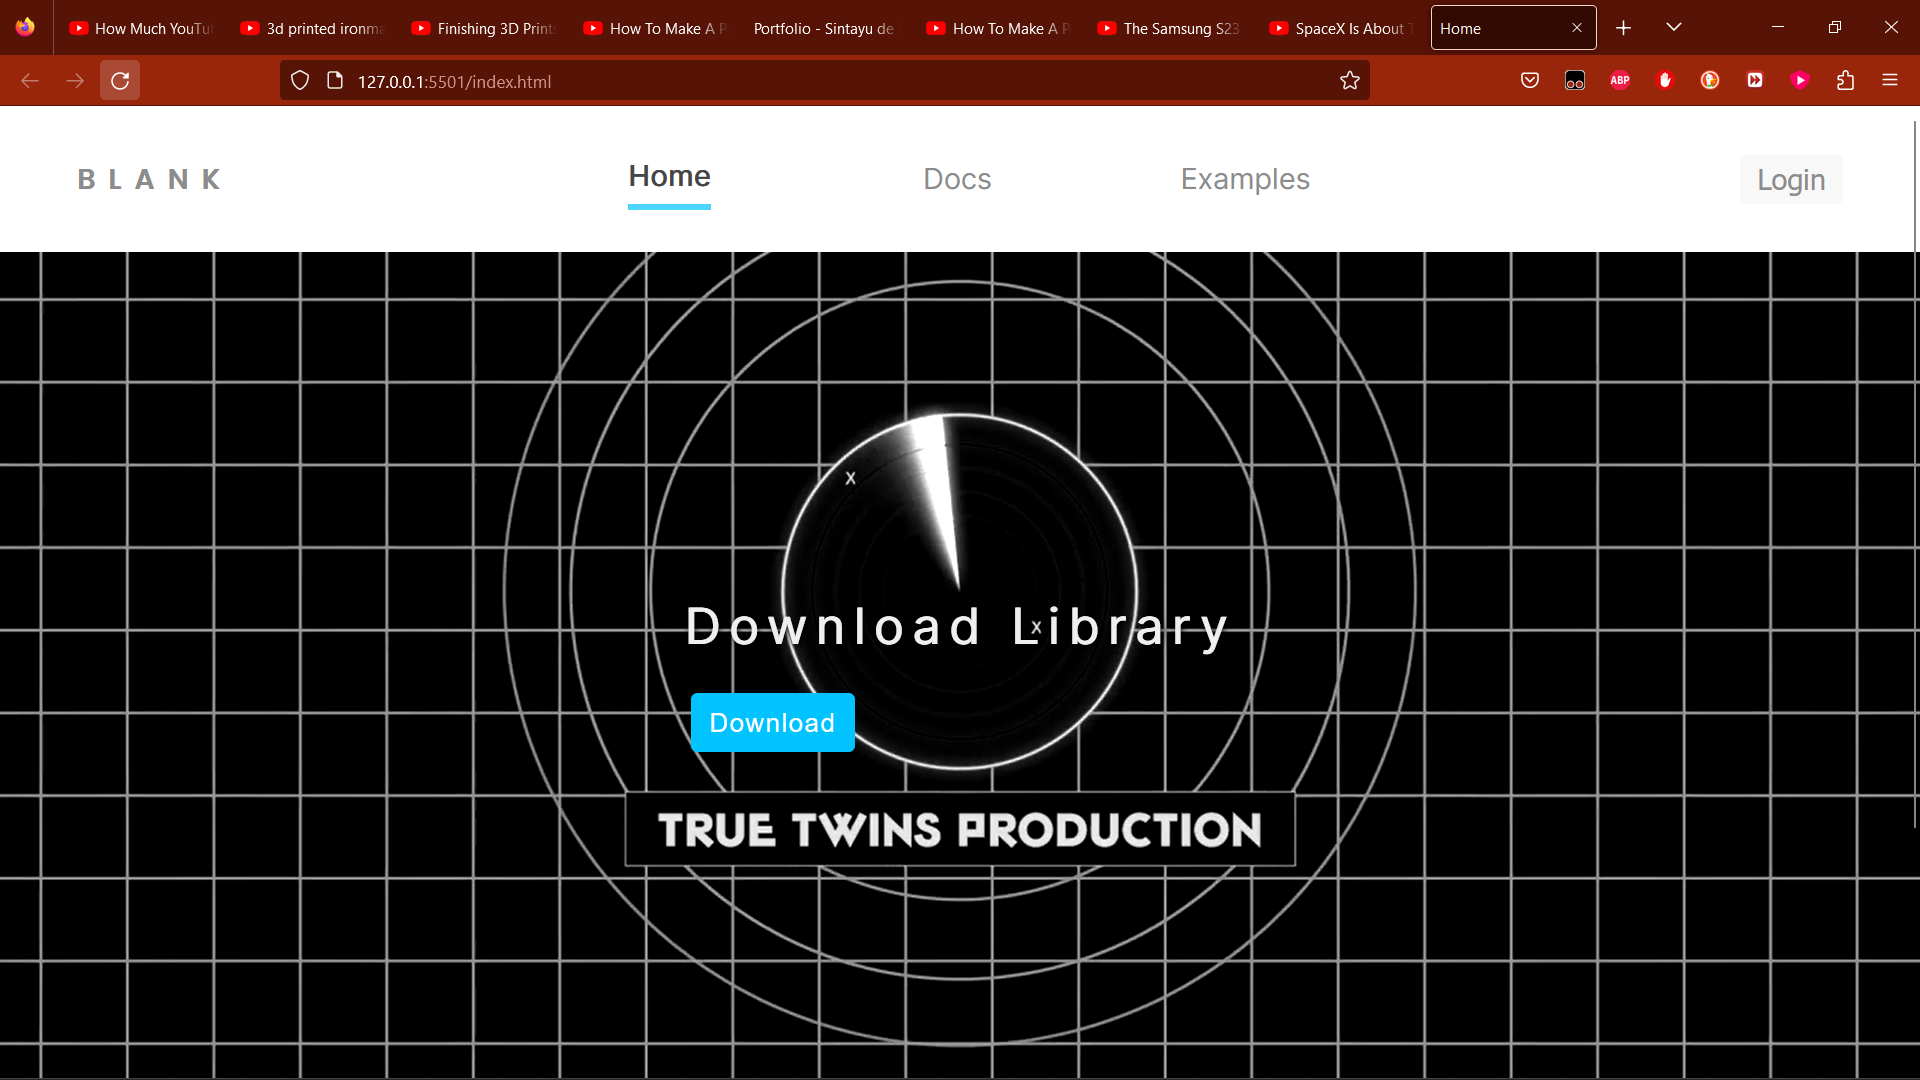 How Much YouTu
3d printed ironma
Finishing 3D Prints
How To Make A P
Portfolio - Sintayu de
How To Make A P
The Samsung S23
SpaceX Is About T
Home
127.0.0.1:5501/index.html
ABP
BLANK
Home
Docs
Examples
Login
x
Download Library
x
Download
TRUE TWINS PRODUCTION